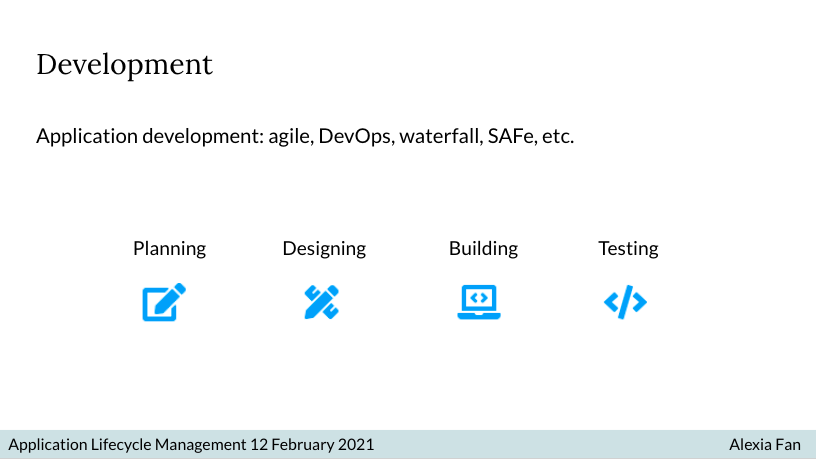 Development
Application development: agile, DevOps, waterfall, SAFe, etc.
Planning Designing Building Testing
Application Lifecycle Management 12 February 2021 Alexia Fan